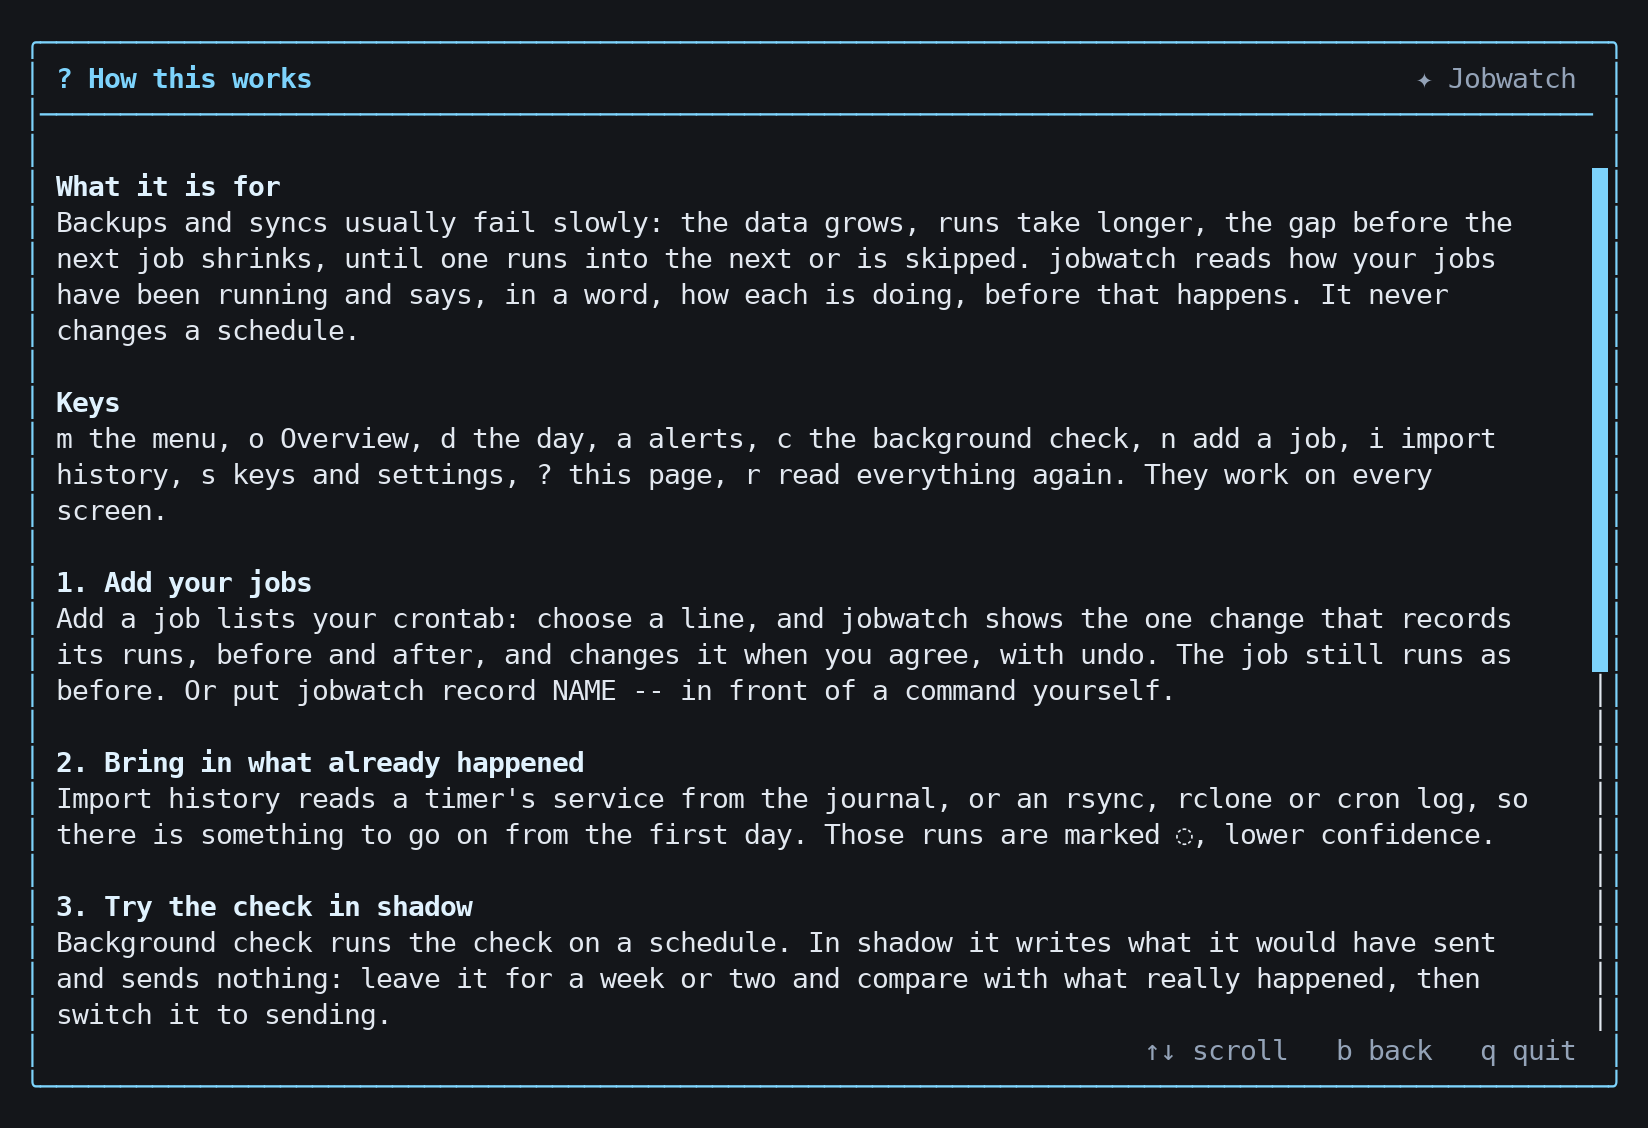 ? How this works
✦ Jobwatch
What it is for
Backups and syncs usually fail slowly: the data grows, runs take longer, the gap before the
next job shrinks, until one runs into the next or is skipped. jobwatch reads how your jobs
have been running and says, in a word, how each is doing, before that happens. It never
changes a schedule.
Keys
m the menu, o Overview, d the day, a alerts, c the background check, n add a job, i import
history, s keys and settings, ? this page, r read everything again. They work on every
screen.
1. Add your jobs
Add a job lists your crontab: choose a line, and jobwatch shows the one change that records
its runs, before and after, and changes it when you agree, with undo. The job still runs as
before. Or put jobwatch record NAME -- in front of a command yourself.
2. Bring in what already happened
Import history reads a timer's service from the journal, or an rsync, rclone or cron log, so
there is something to go on from the first day. Those runs are marked ◌, lower confidence.
3. Try the check in shadow
Background check runs the check on a schedule. In shadow it writes what it would have sent
and sends nothing: leave it for a week or two and compare with what really happened, then
switch it to sending.
↑↓ scroll   b back   q quit